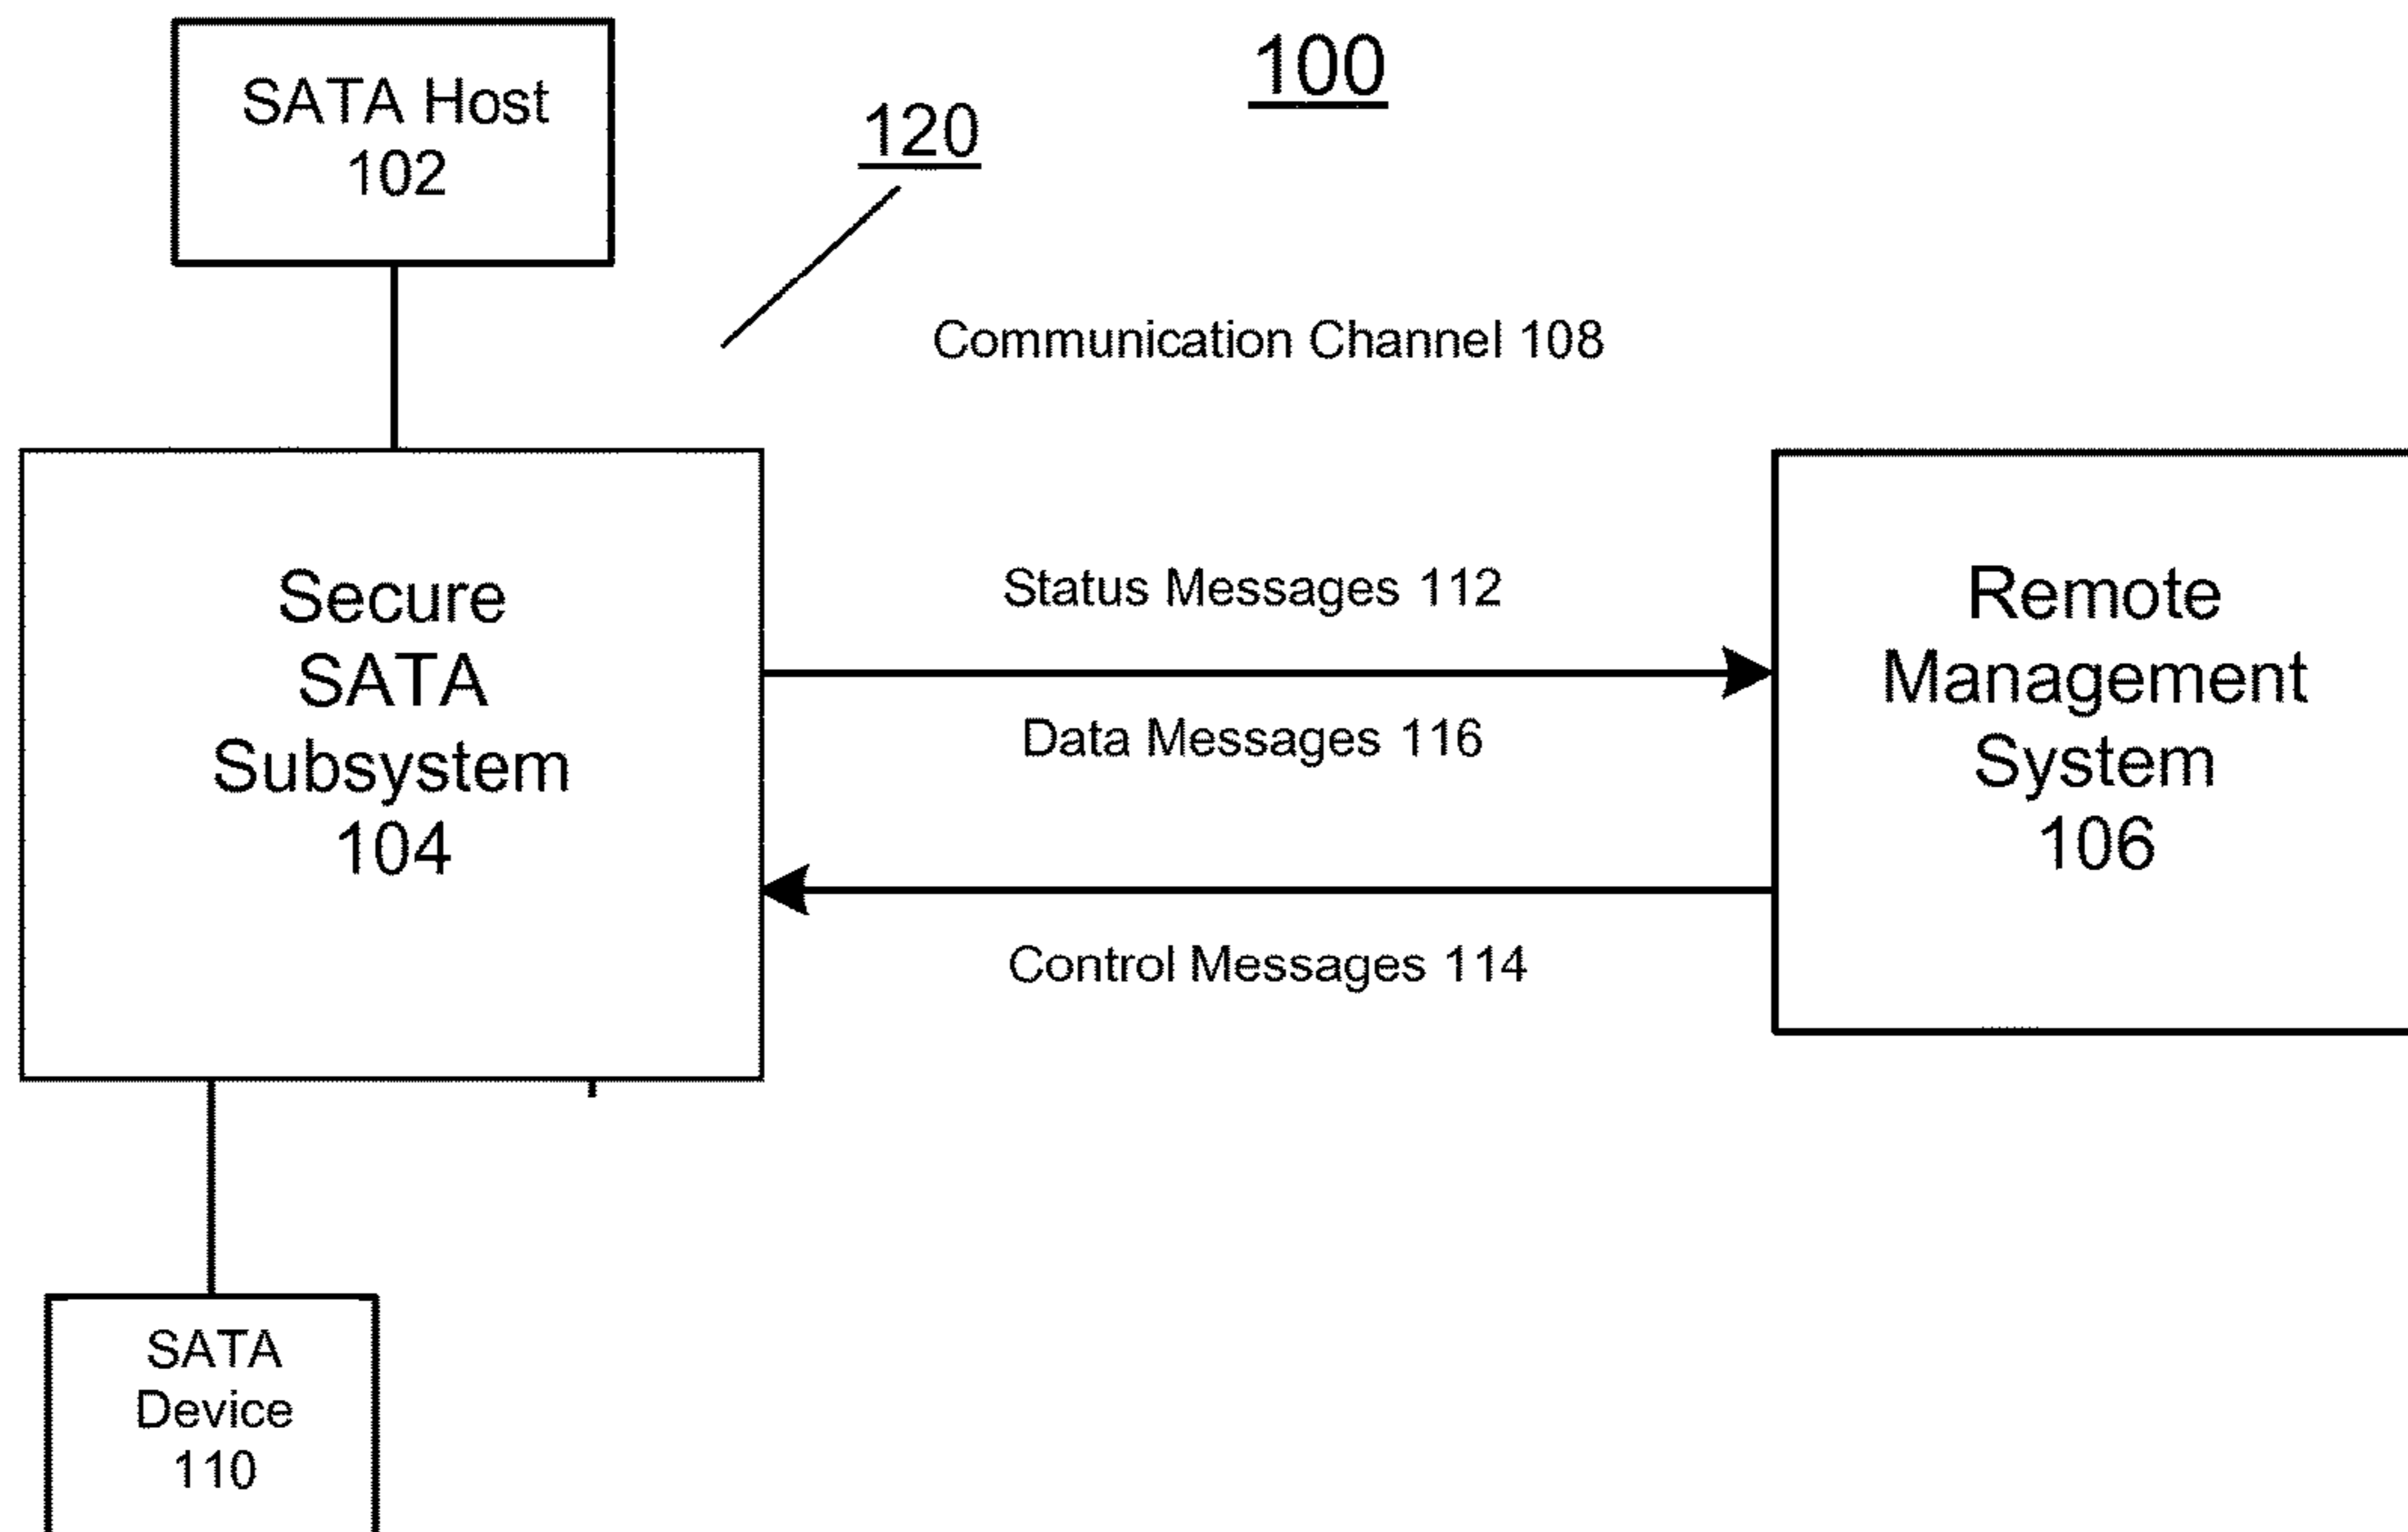 SATA Host
102
120
100
Communication Channel 108
Secure
SATA
Subsystem
104
Status Messages 112
Data Messages 116
Control Messages 114
Remote
Management
System
106
SATA
Device
110